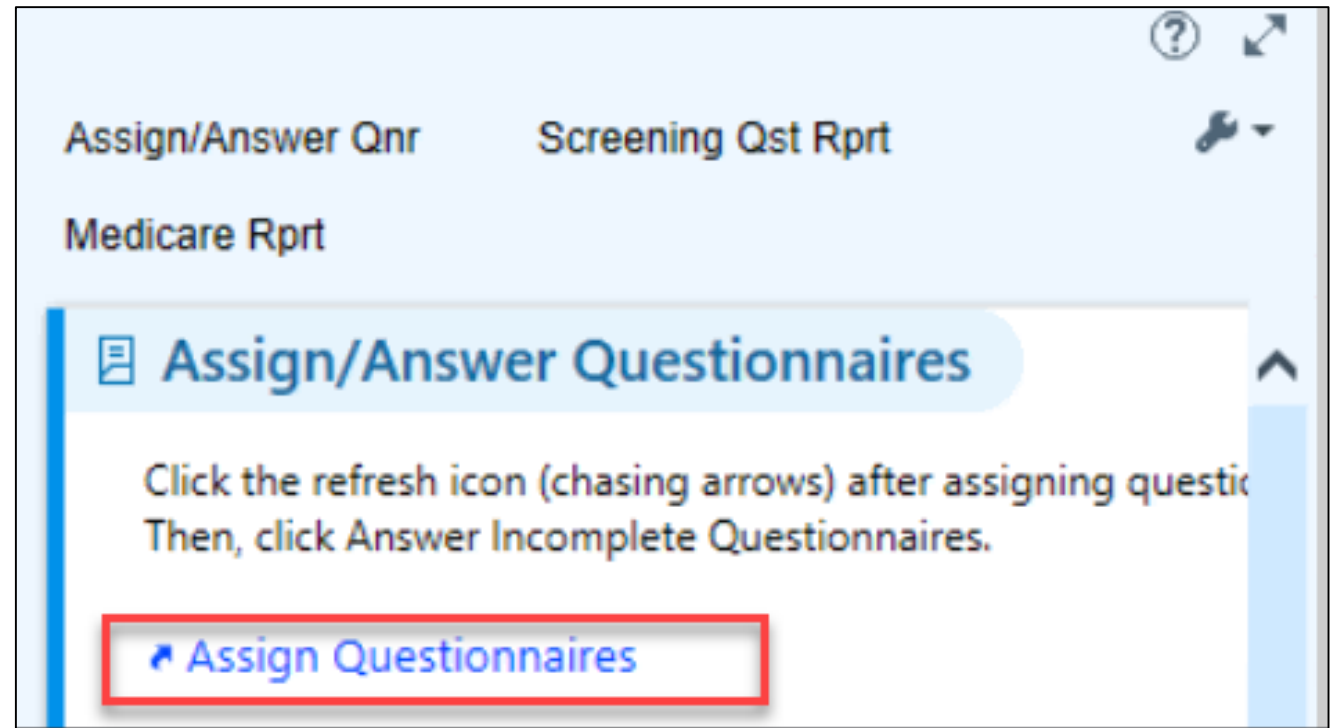 Assign/Answer Qnr Screening Qst Rprt
Medicare Rprt
Assign/Answer Questionnaires
Click the refresh icon (chasing arrows) after assigning questic
Then, click Answer Incomplete Questionnaires.
Assign Questionnaires